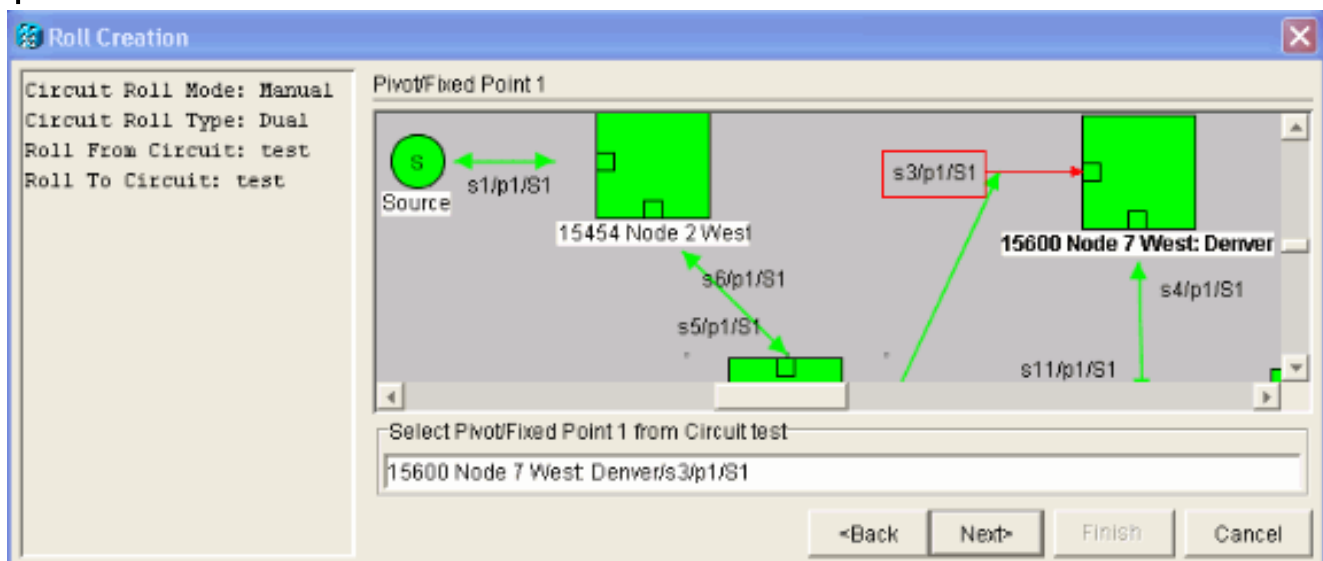 Roll Creation
Circuit Roll Mode: Manual
Circuit Roll Type: Dual
Roll From Circuit: test
Roll To Circuit: test
Pivot/Fixed Point 1
S
Source
s1/p1/S1
15454 Node 2 West
s6/p1/S1
s5/p1/S1
s3/p1/S1
15600 Node 7 West: Denver
s4/p1/S1
s11/p1/S1
Select Pivot/Fixed Point 1 from Circuit test
15600 Node 7 West: Denver/s3/p1/S1
<Back
Next>
Finish
Cancel